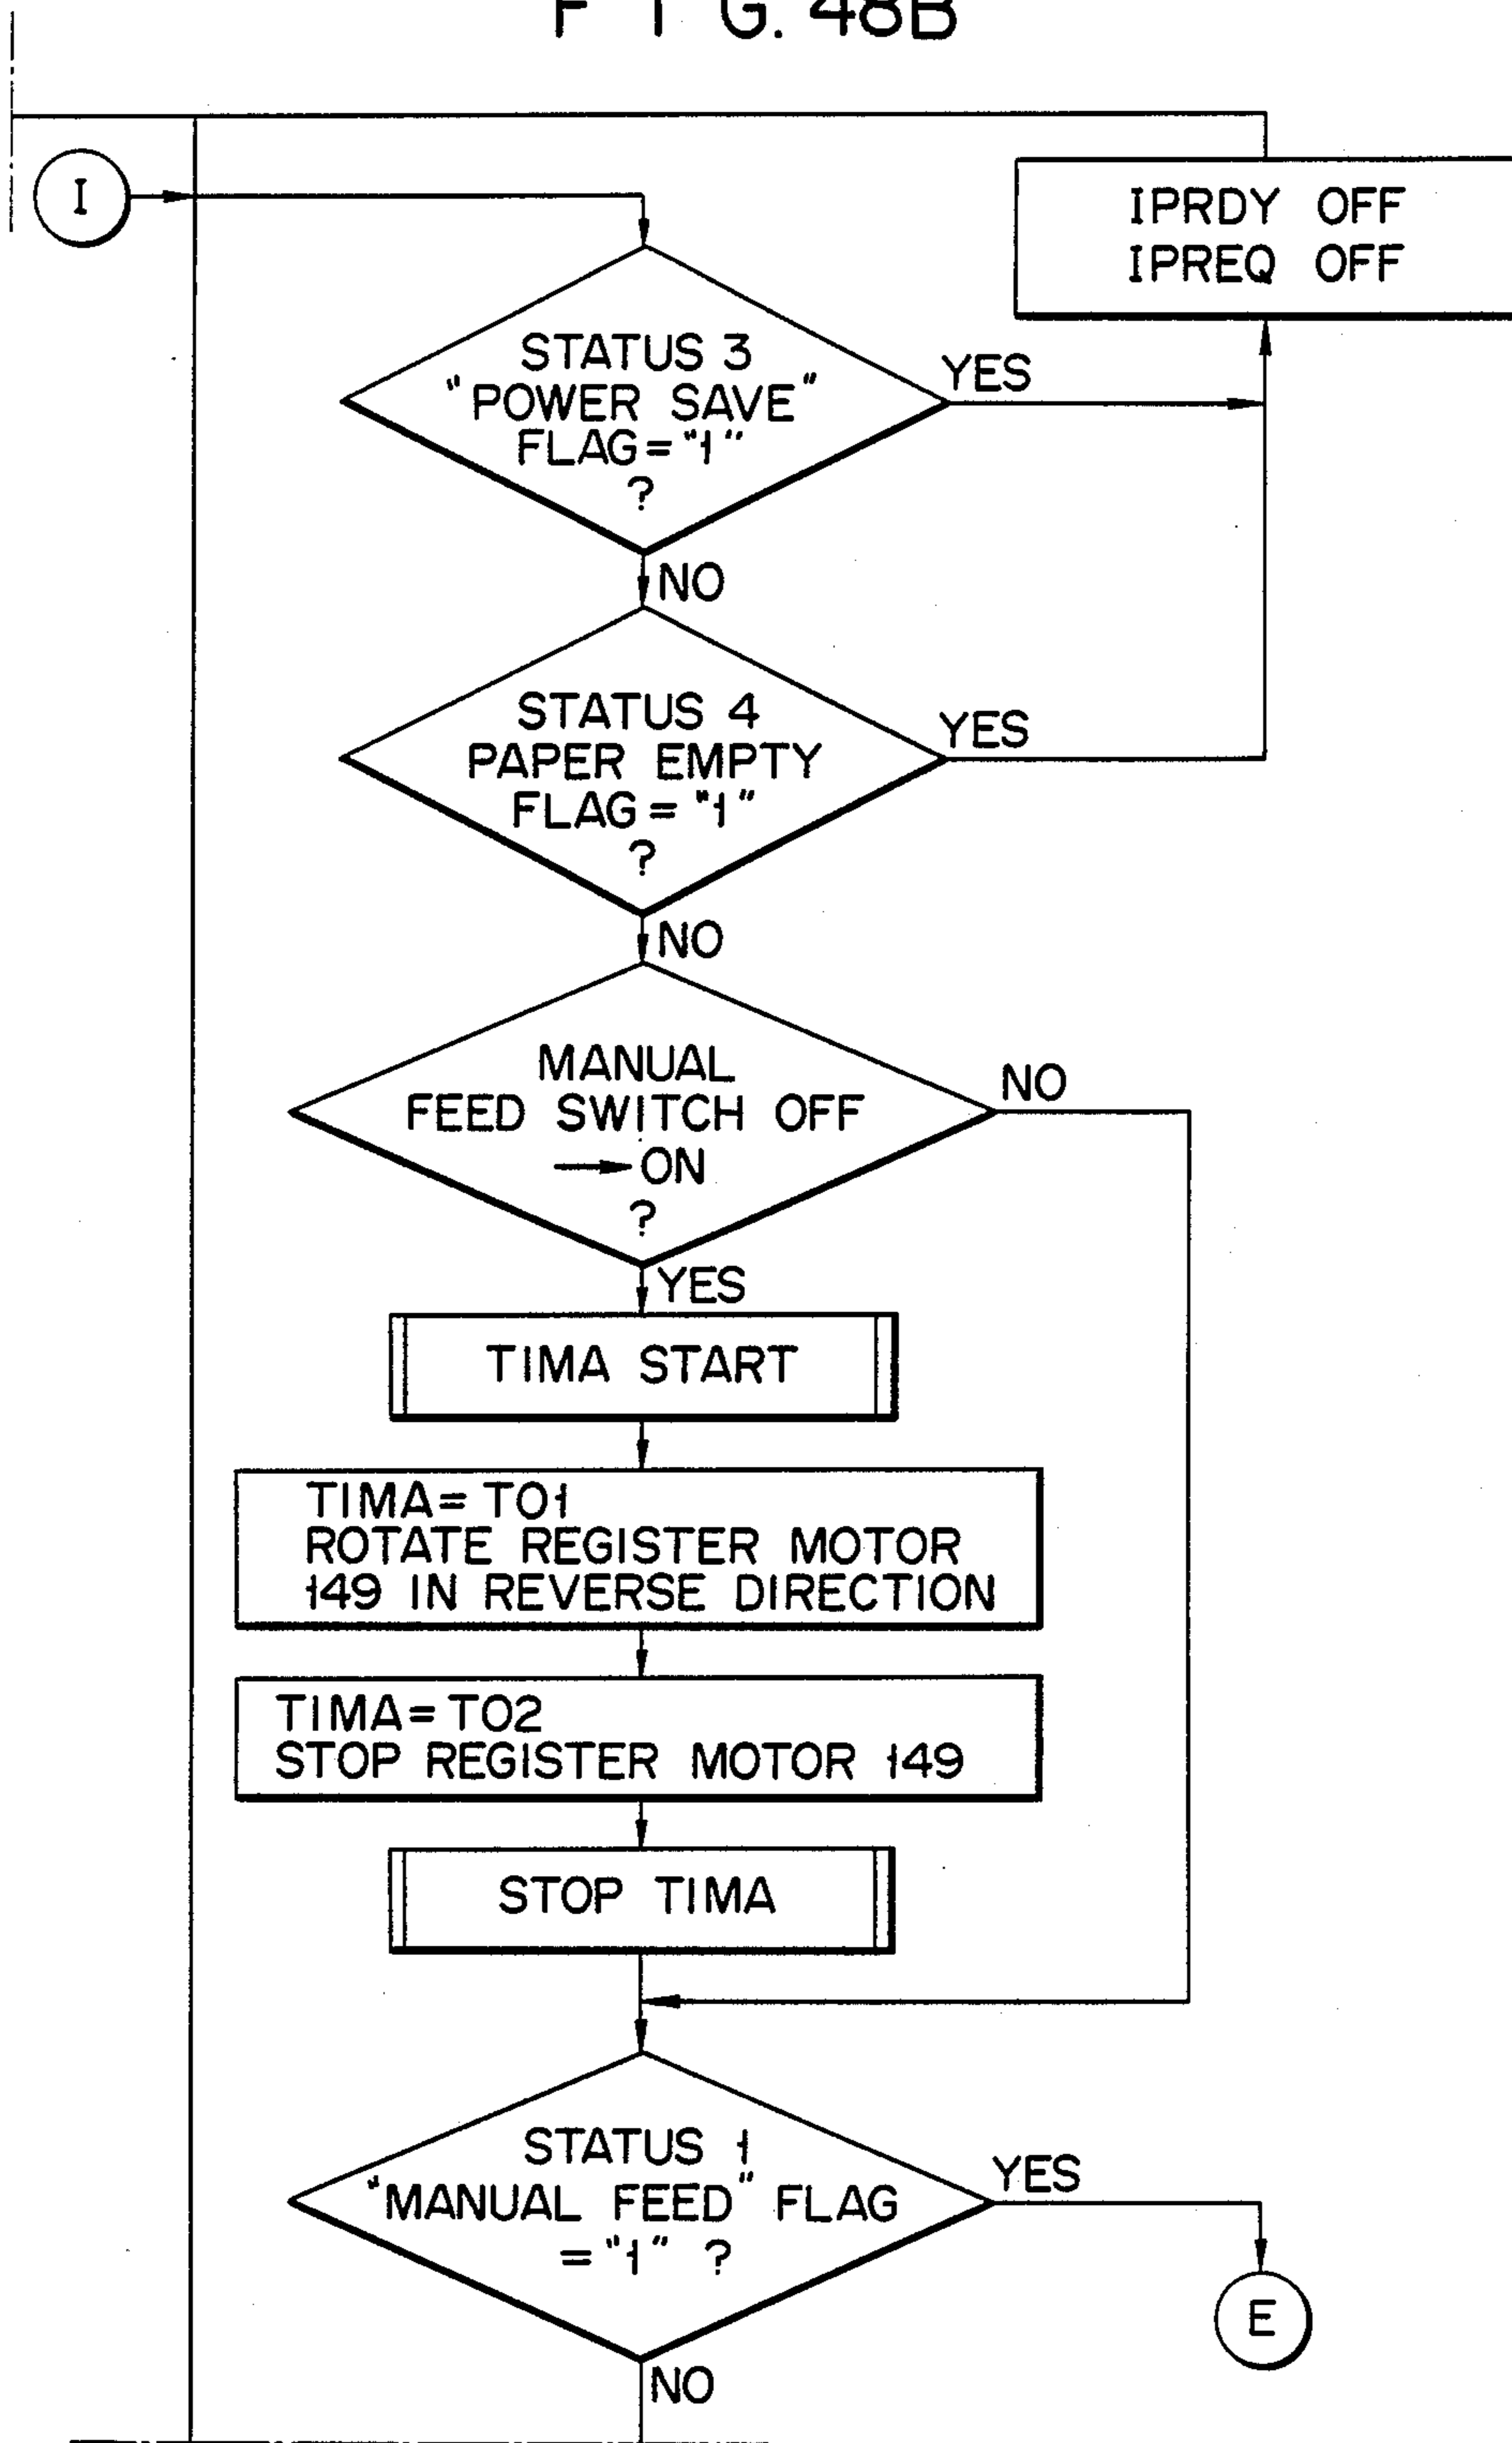 F I G. 48B
I
IPRDY OFF
IPREQ OFF
STATUS 3
"POWER SAVE"
FLAG="1"
?
YES
NO
STATUS 4
PAPER EMPTY
FLAG="1"
?
YES
NO
MANUAL
FEED SWITCH OFF
→ ON
?
NO
YES
TIMA START
TIMA=T01
ROTATE REGISTER MOTOR
149 IN REVERSE DIRECTION
TIMA=T02
STOP REGISTER MOTOR 149
STOP TIMA
STATUS 1
"MANUAL FEED" FLAG
="1" ?
YES
E
NO